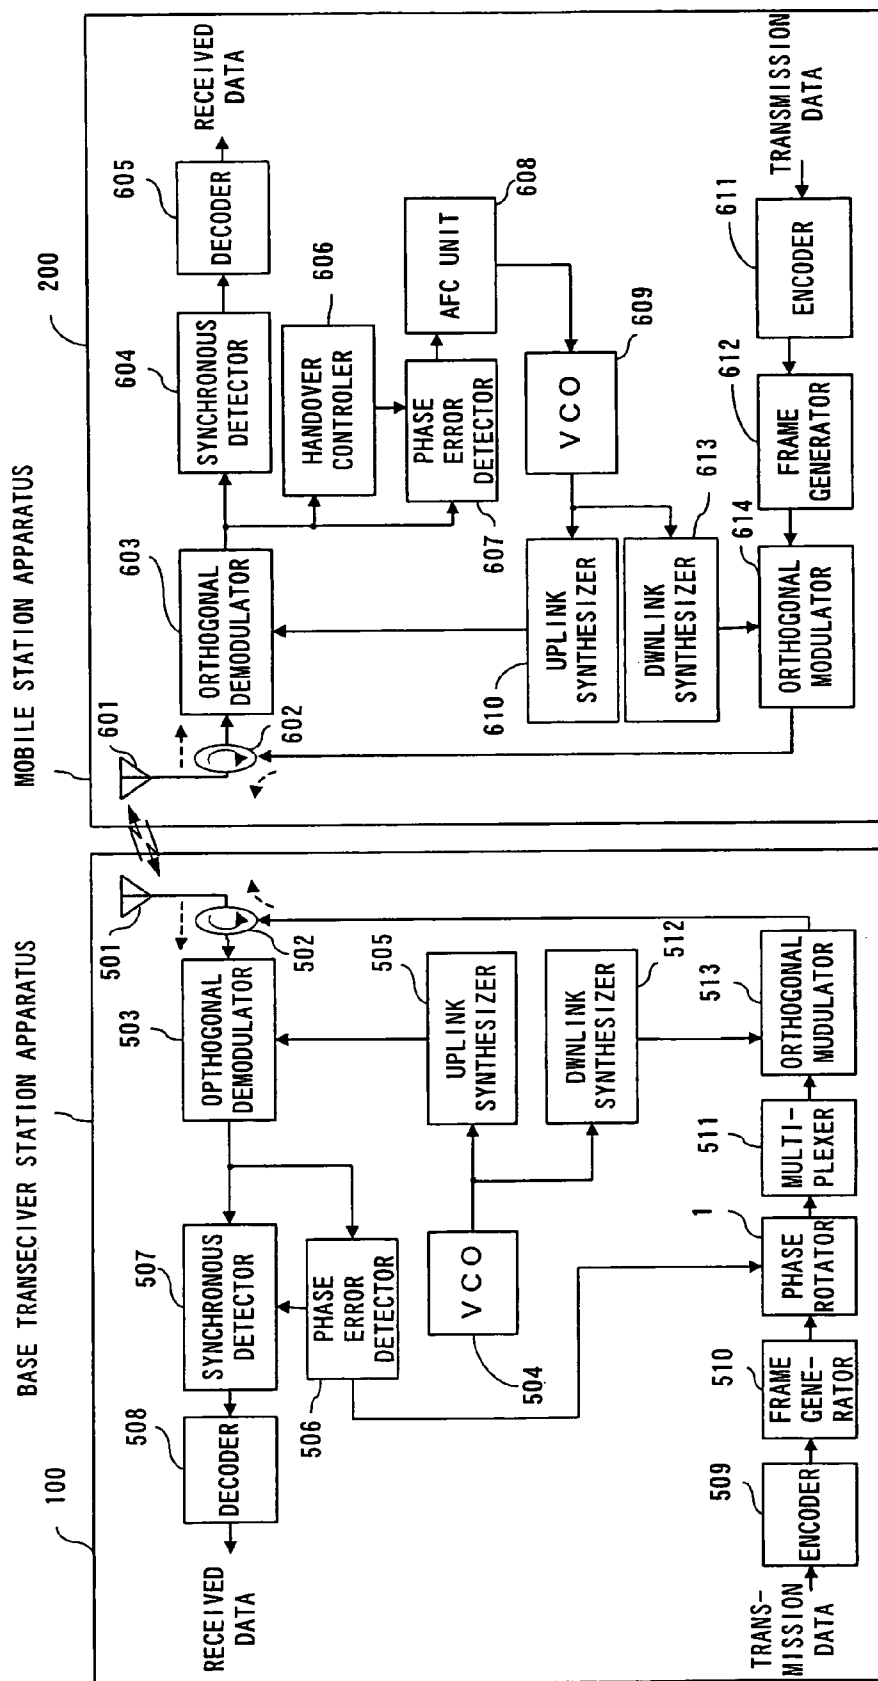 BASE TRANSECIVER STATION APPARATUS
100
501
502
OPTHOGONAL
DEMODULATOR
503
505
UPLINK
SYNTHESIZER
512
DWNLINK
SYNTHESIZER
513
ORTHOGONAL
MUDULATOR
507
SYNCHRONOUS
DETECTOR
PHASE
ERROR
DETECTOR
506
VCO
504
511
MULTI-
PLEXER
1
PHASE
ROTATOR
508
DECODER
510
FRAME
GENE-
RATOR
509
ENCODER
RECEIVED
DATA
TRANS-
MISSION
DATA
MOBILE STATION APPARATUS
200
601
602
603
ORTHOGONAL
DEMODULATOR
604
SYNCHRONOUS
DETECTOR
605
DECODER
RECEIVED
DATA
606
HANDOVER
CONTROLER
607
PHASE
ERROR
DETECTOR
608
AFC UNIT
609
VCO
610
UPLINK
SYNTHESIZER
613
DWNLINK
SYNTHESIZER
614
ORTHOGONAL
MODULATOR
612
FRAME
GENERATOR
611
ENCODER
TRANSMISSION
DATA